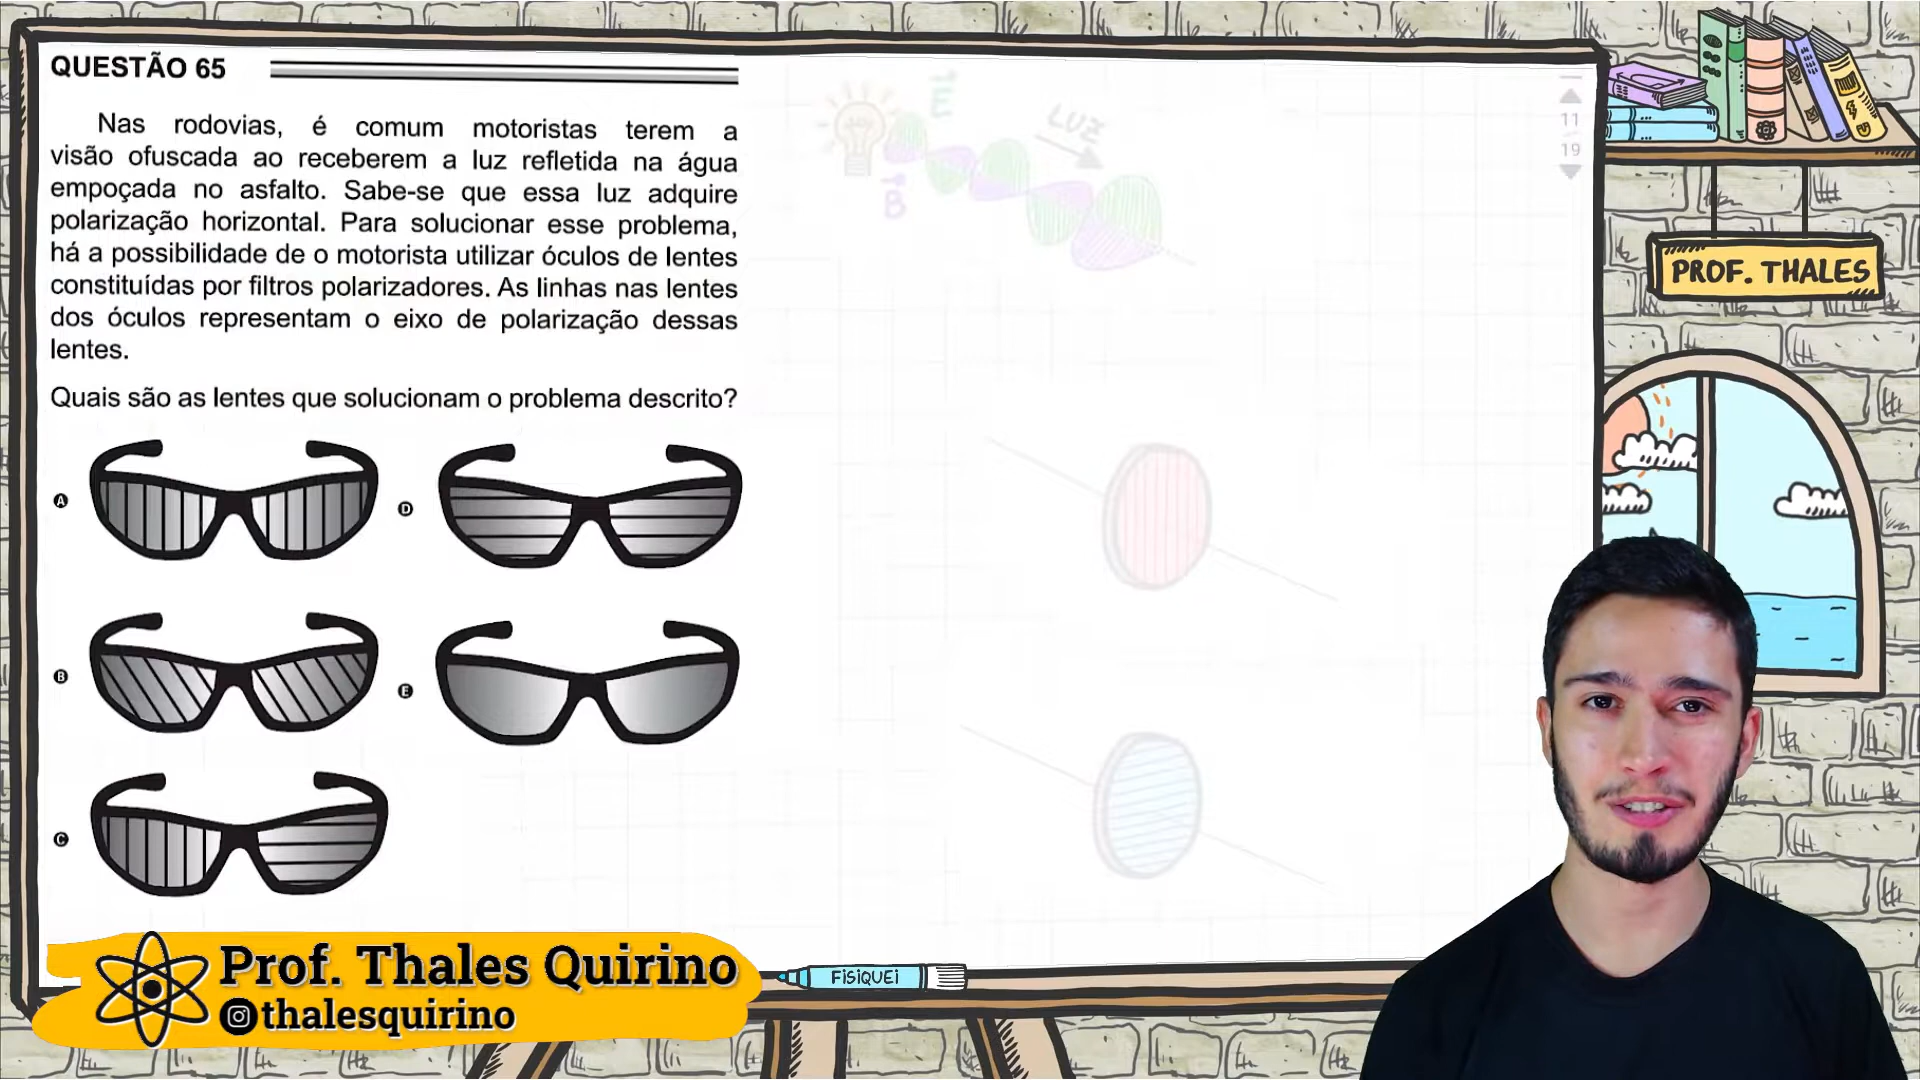 QUESTÃO 65
Nas rodovias, é comum motoristas terem a
visão ofuscada ao receberem a luz refletida na água
empoçada no asfalto. Sabe-se que essa luz adquire
polarização horizontal. Para solucionar esse problema,
há a possibilidade de o motorista utilizar óculos de lentes
constituídas por filtros polarizadores. As linhas nas lentes
dos óculos representam o eixo de polarização dessas
lentes.
Quais são as lentes que solucionam o problema descrito?
A
D
B
E
C
E
LUZ
B
11
19
PROF. THALES
Prof. Thales Quirino
thalesquirino
FISIQUEI